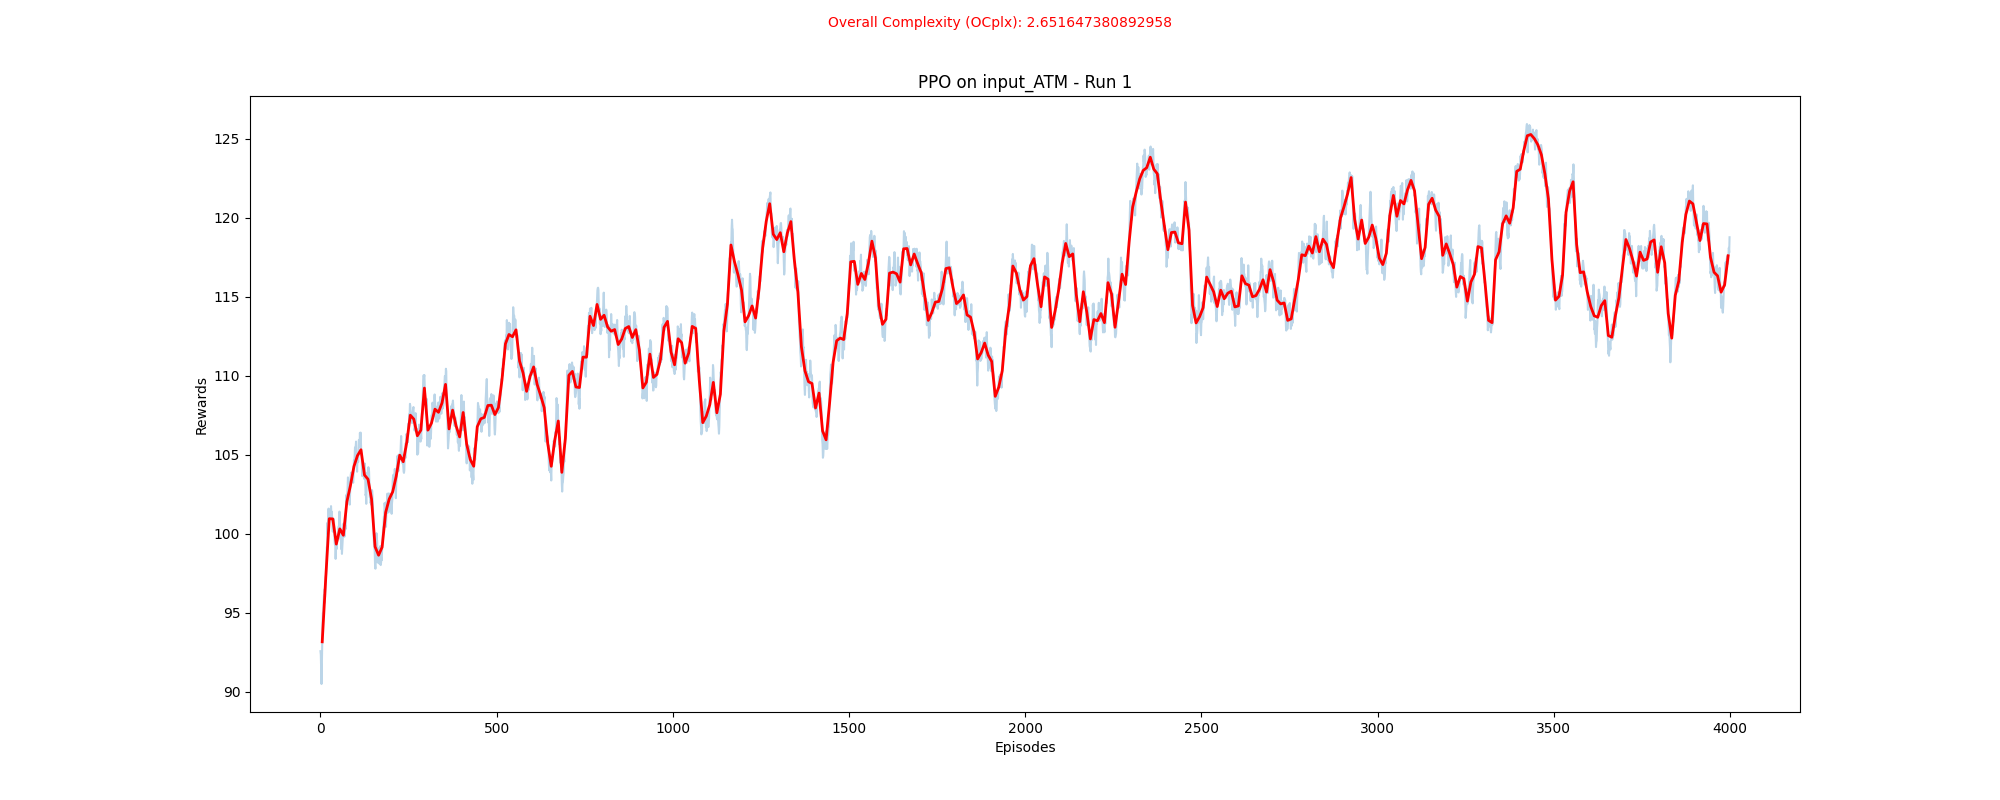 Overall Complexity (OCplx): 2.651647380892958
PPO on input_ATM - Run 1
125
120
115
110
105
100
95
90
Rewards
0 500 1000 1500 2000 2500 3000 3500 4000
Episodes